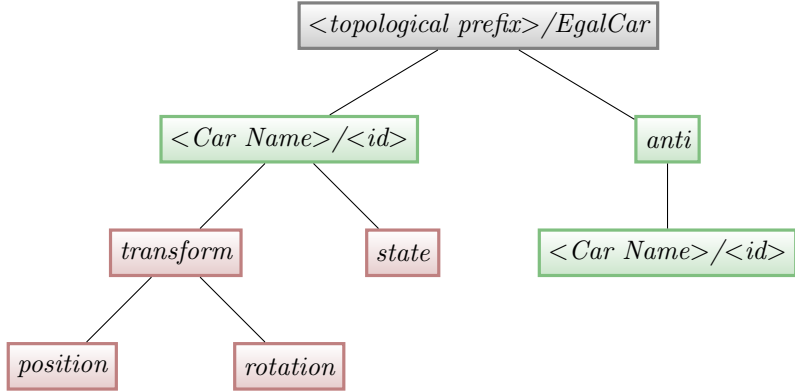 <topological prefix>/EgalCar
<Car Name>/<id>
anti
transform
state
<Car Name>/<id>
position
rotation